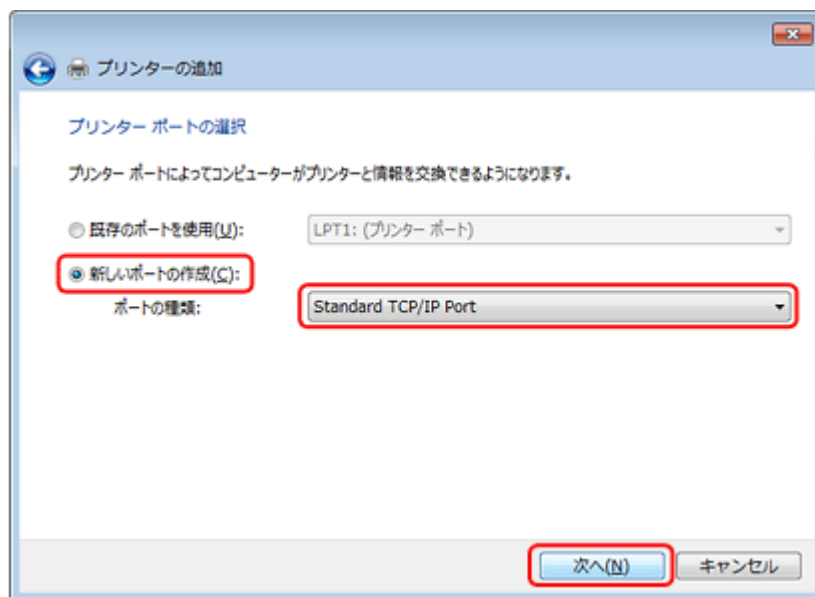 プリンターの追加
プリンター ポートの選択
プリンター ポートによってコンピューターがプリンターと情報を交換できるようになります。
既存のポートを使用(U):
LPT1: (プリンター ポート)
新しいポートの作成(C):
ポートの種類:
Standard TCP/IP Port
次へ(N)
キャンセル